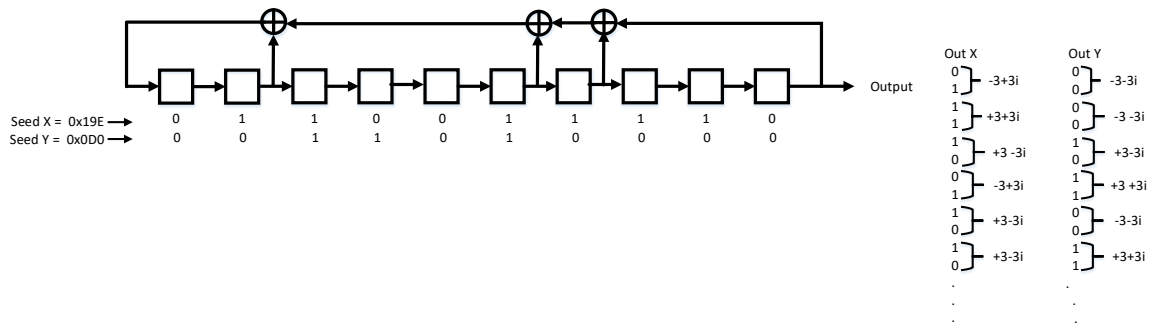 Output
Seed X = 0x19E 0 1 1 0 0 1 1 1 1 0
Seed Y = 0x0D0 0 0 1 1 0 1 0 0 0 0
Out X Out Y
0 0
-3+3i -3-3i
1 0
1 0
+3+3i -3 -3i
1 0
1 1
+3 -3i +3-3i
0 0
0 1
-3+3i +3 +3i
1 1
1 0
+3-3i -3-3i
0 0
1 1
+3-3i +3+3i
0 1
. .
. .
. .